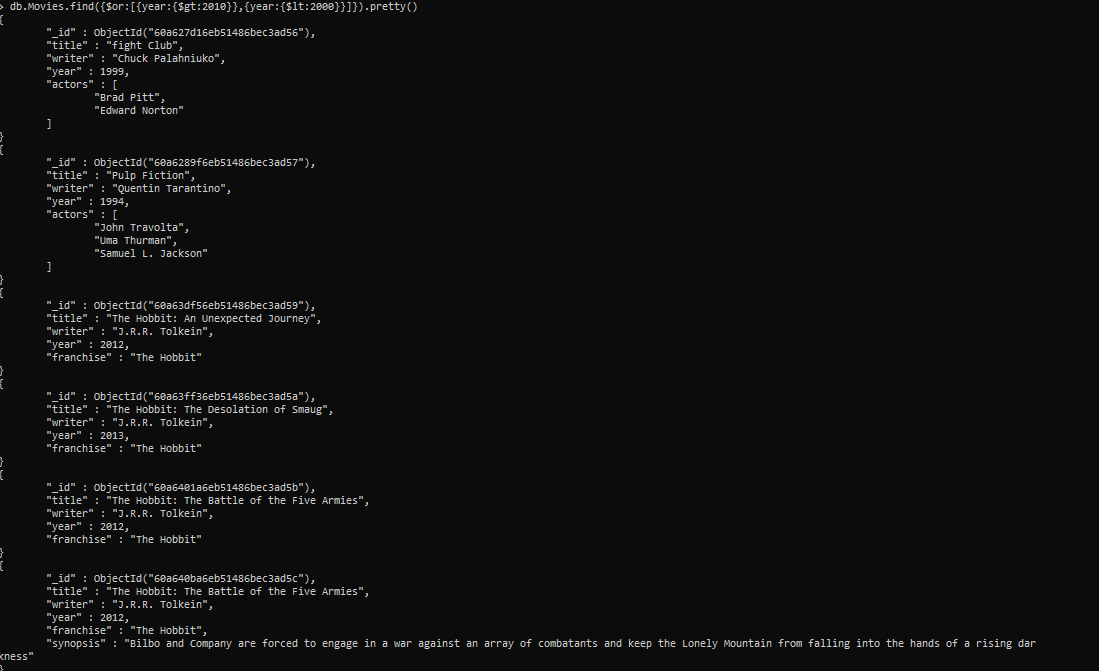 > db.Movies.find({$or:[{year:{$gt:2010}},{year:{$lt:2000}}]}).pretty()
{
"_id" : ObjectId("60a627d16eb51486bec3ad56"),
"title" : "fight Club",
"writer" : "Chuck Palahniuko",
"year" : 1999,
"actors" : [
"Brad Pitt",
"Edward Norton"
]
}
{
"_id" : ObjectId("60a6289f6eb51486bec3ad57"),
"title" : "Pulp Fiction",
"writer" : "Quentin Tarantino",
"year" : 1994,
"actors" : [
"John Travolta",
"Uma Thurman",
"Samuel L. Jackson"
]
}
{
"_id" : ObjectId("60a63df56eb51486bec3ad59"),
"title" : "The Hobbit: An Unexpected Journey",
"writer" : "J.R.R. Tolkein",
"year" : 2012,
"franchise" : "The Hobbit"
}
{
"_id" : ObjectId("60a63ff36eb51486bec3ad5a"),
"title" : "The Hobbit: The Desolation of Smaug",
"writer" : "J.R.R. Tolkein",
"year" : 2013,
"franchise" : "The Hobbit"
}
{
"_id" : ObjectId("60a6401a6eb51486bec3ad5b"),
"title" : "The Hobbit: The Battle of the Five Armies",
"writer" : "J.R.R. Tolkein",
"year" : 2012,
"franchise" : "The Hobbit"
}
{
"_id" : ObjectId("60a640ba6eb51486bec3ad5c"),
"title" : "The Hobbit: The Battle of the Five Armies",
"writer" : "J.R.R. Tolkein",
"year" : 2012,
"franchise" : "The Hobbit",
"synopsis" : "Bilbo and Company are forced to engage in a war against an array of combatants and keep the Lonely Mountain from falling into the hands of a rising dar
kness"
}